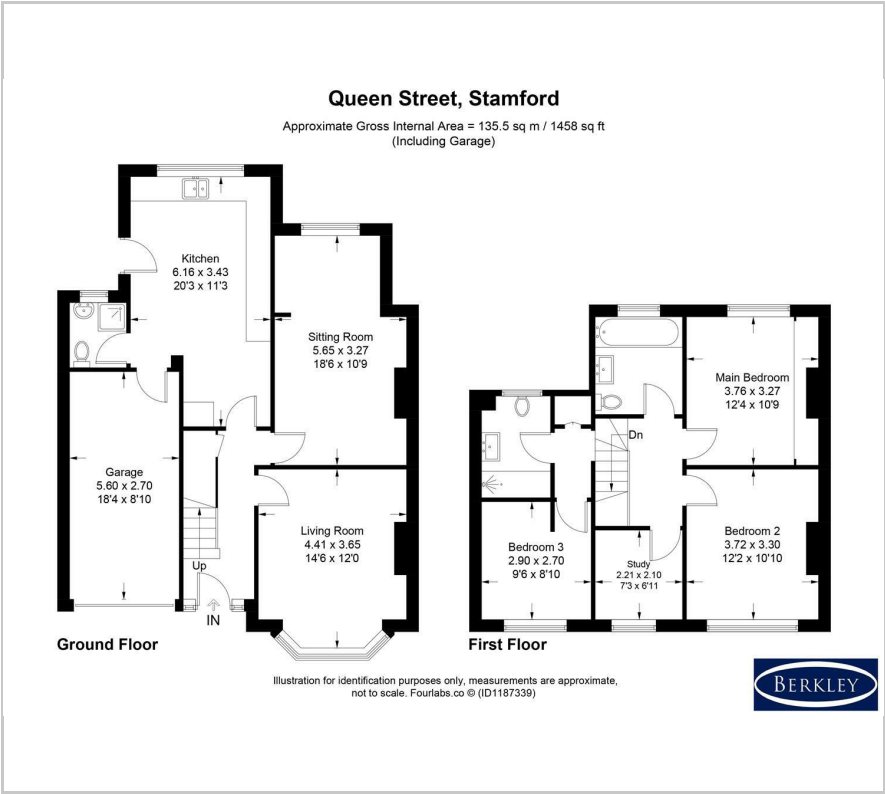 Queen Street, Stamford
Approximate Gross Internal Area = 135.5 sq m / 1458 sq ft
(Including Garage)
Kitchen
6.16 x 3.43
20'3 x 11'3
Sitting Room
5.65 x 3.27
18'6 x 10'9
Garage
5.60 x 2.70
18'4 x 8'10
Living Room
4.41 x 3.65
14'6 x 12'0
Up
IN
Ground Floor
Main Bedroom
3.76 x 3.27
12'4 x 10'9
Dn
Bedroom 2
3.72 x 3.30
12'2 x 10'10
Bedroom 3
2.90 x 2.70
9'6 x 8'10
Study
2.21 x 2.10
7'3 x 6'11
First Floor
Illustration for identification purposes only, measurements are approximate,
not to scale. Fourlabs.co © (ID1187339)
BERKLEY